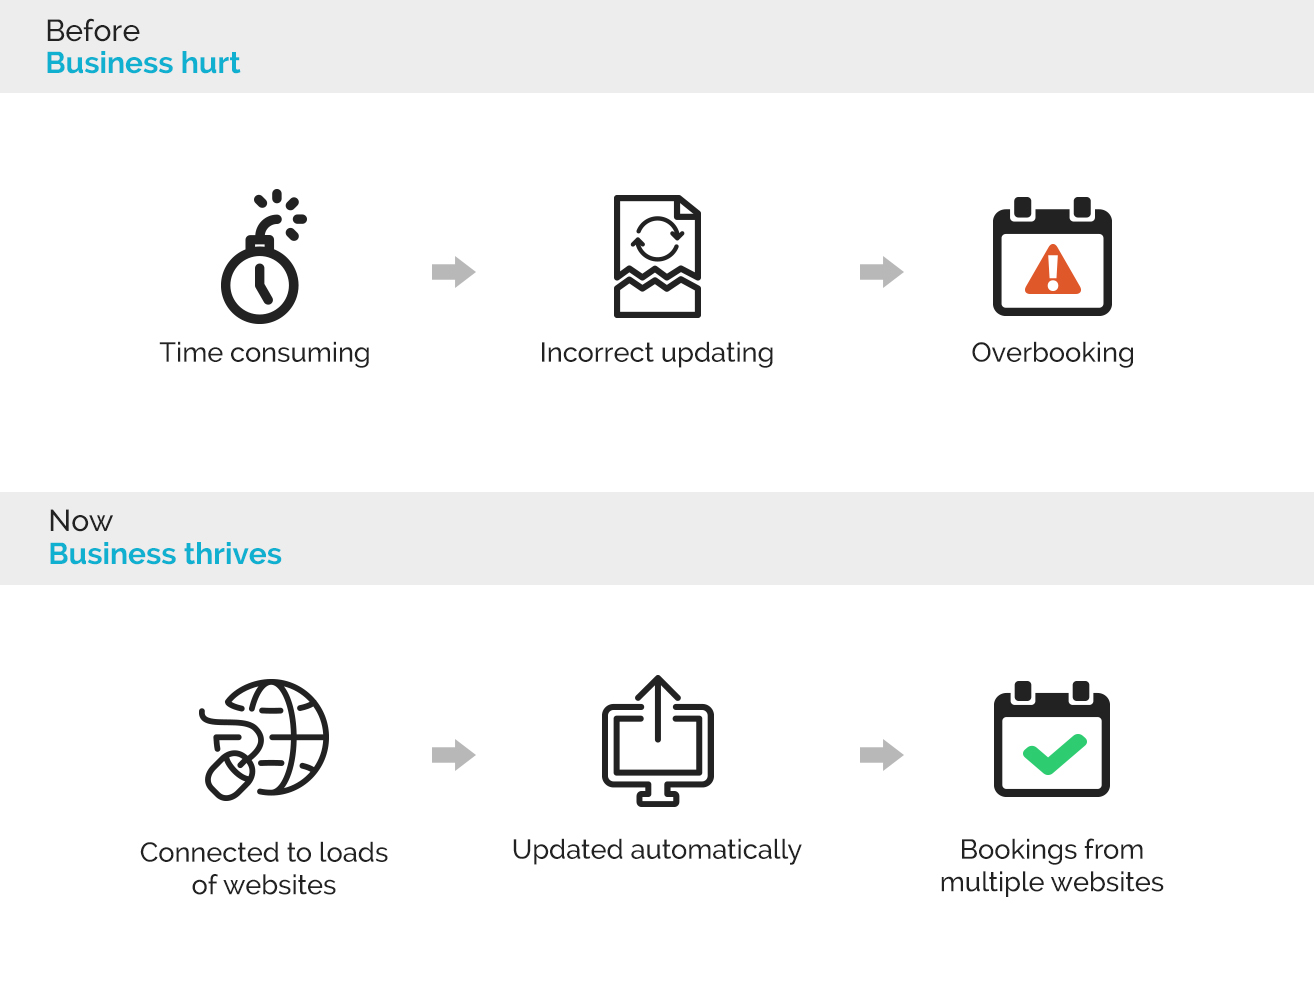 Before
Business hurt
Time consuming
Incorrect updating
Overbooking
Now
Business thrives
Connected to loads
of websites
Updated automatically
Bookings from
multiple websites